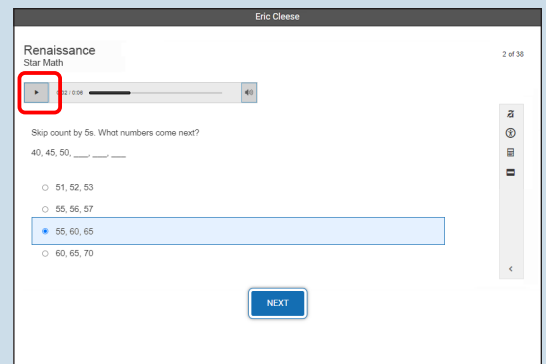 Eric Cleese
Renaissance
Star Math
2 of 38
0:02 / 0:08
Skip count by 5s. What numbers come next?
40, 45, 50, ___, ___, ___
51, 52, 53
55, 56, 57
55, 60, 65
60, 65, 70
NEXT